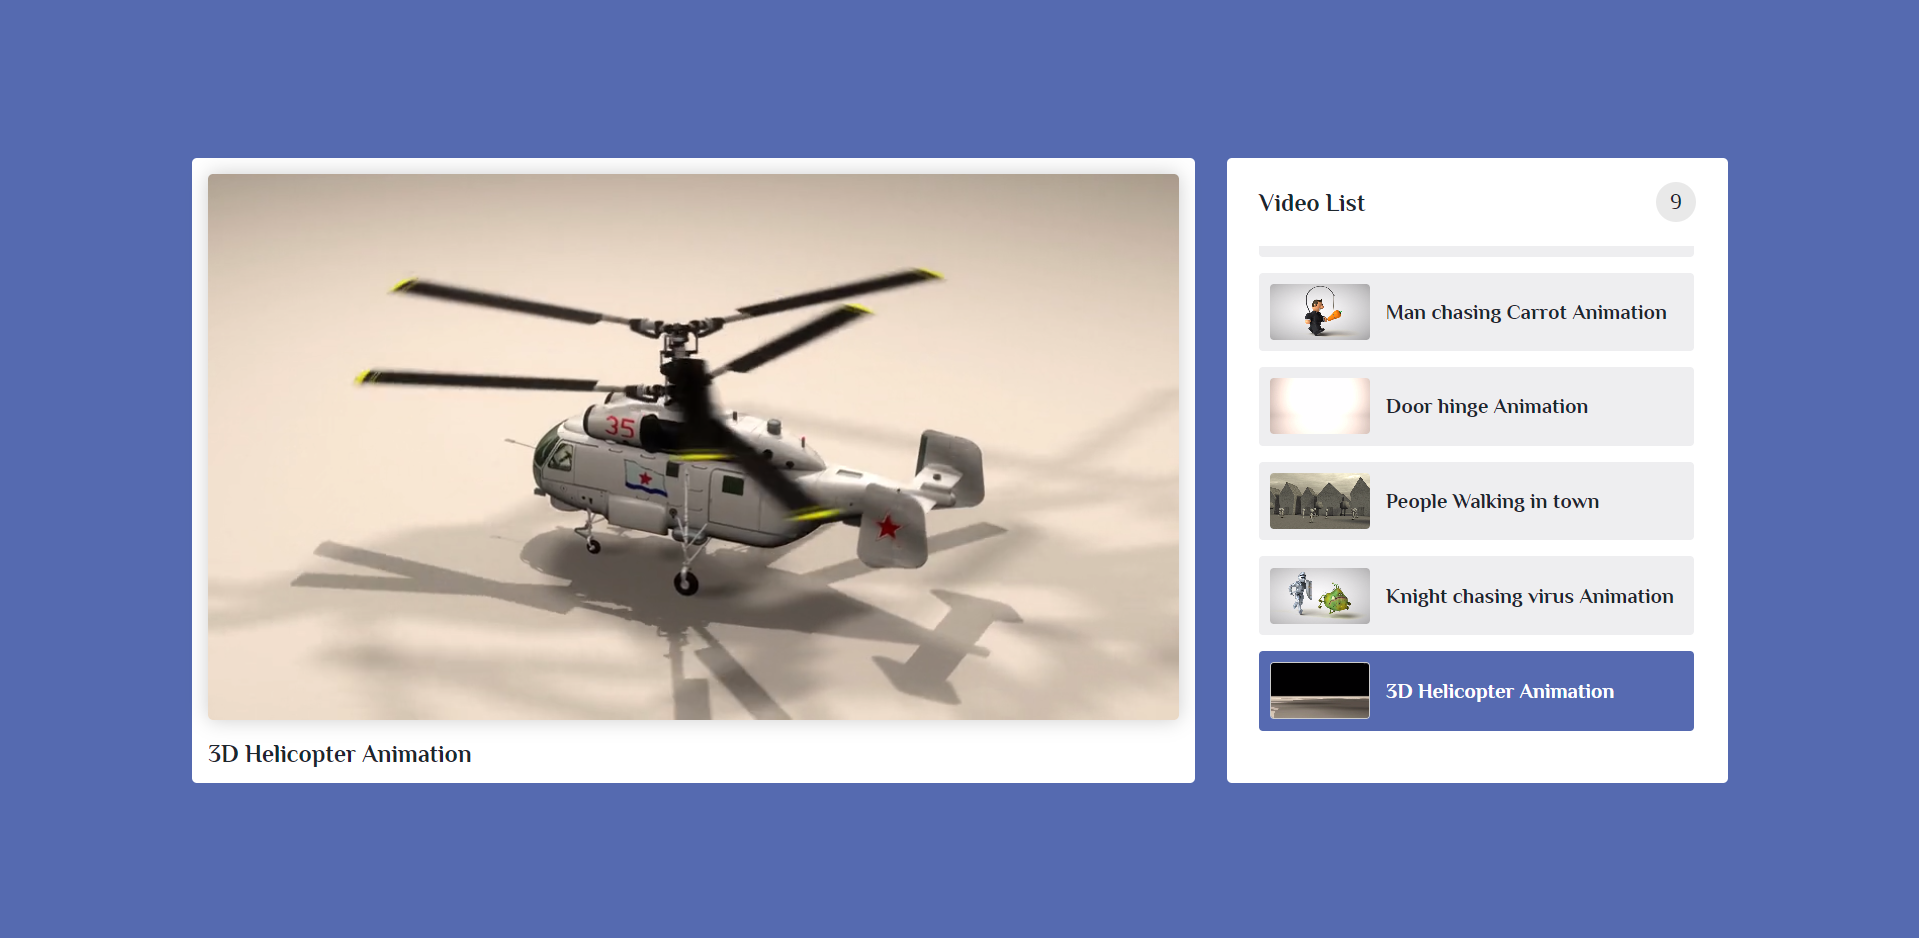 35
3D Helicopter Animation
Video List
9
Man chasing Carrot Animation
Door hinge Animation
People Walking in town
Knight chasing virus Animation
3D Helicopter Animation